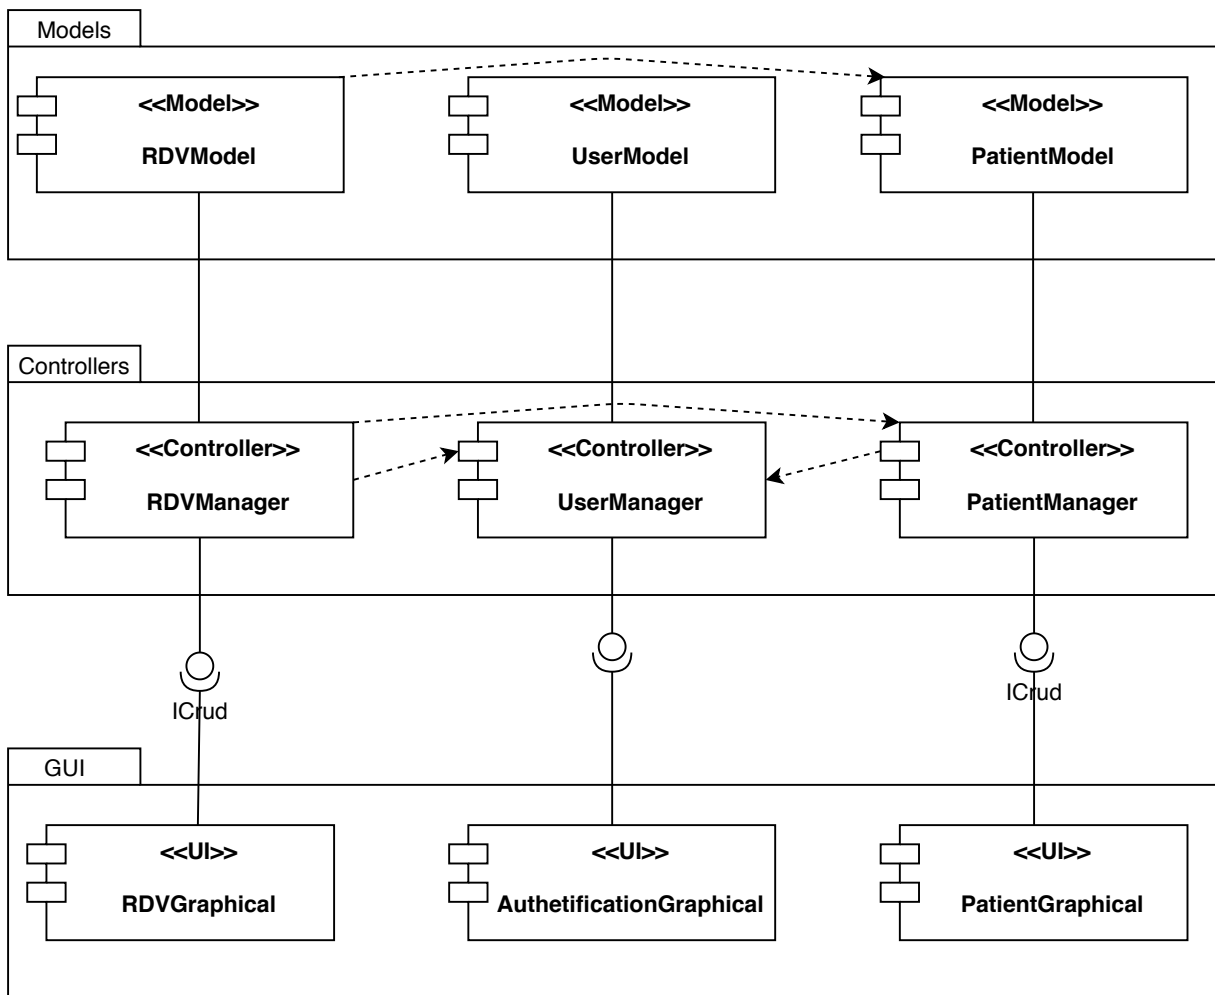 Models
<<Model>>
RDVModel
<<Model>>
UserModel
<<Model>>
PatientModel
Controllers
<<Controller>>
RDVManager
<<Controller>>
UserManager
<<Controller>>
PatientManager
ICrud
ICrud
GUI
<<UI>>
RDVGraphical
<<UI>>
AuthetificationGraphical
<<UI>>
PatientGraphical